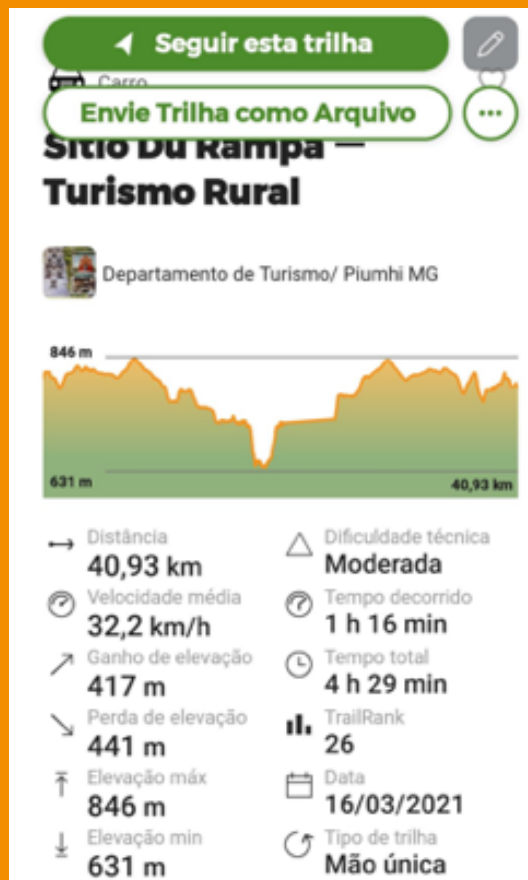 Seguir esta trilha
Carro
Envie Trilha como Arquivo
Sítio Du Rampa —
Turismo Rural
Departamento de Turismo/ Piumhi MG
846 m
631 m
40,93 km
Distância
40,93 km
Dificuldade técnica
Moderada
Velocidade média
32,2 km/h
Tempo decorrido
1 h 16 min
Ganho de elevação
417 m
Tempo total
4 h 29 min
Perda de elevação
441 m
TrailRank
26
Elevação máx
846 m
Data
16/03/2021
Elevação min
631 m
Tipo de trilha
Mão única